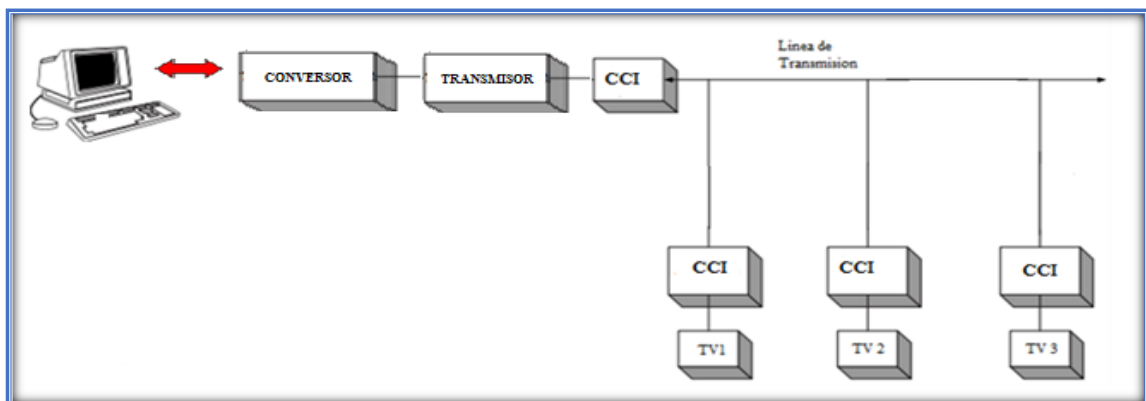 Linea de
Transmision
CONVERSOR
TRANSMISOR
CCI
CCI
CCI
CCI
TV1
TV 2
TV 3